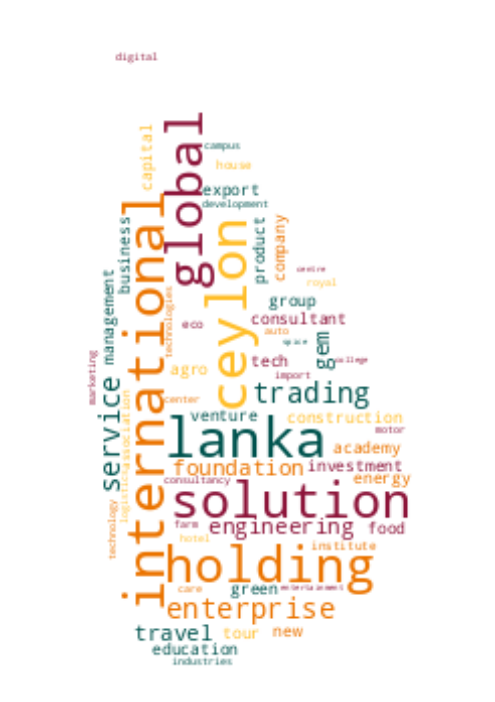 digital
capital
global
campus
house
export
development
international
business
ceylon
product
company
centre
royal
management
technologies
group
eco
consultant
auto
spice
gem
marketing
agro
tech
college
import
service
association
center
trading
venture
construction
motor
lanka
academy
foundation
investment
logistic
consultancy
energy
solution
technology
farm
engineering
food
hotel
institute
holding
care
green
entertainment
enterprise
travel
tour
new
education
industries